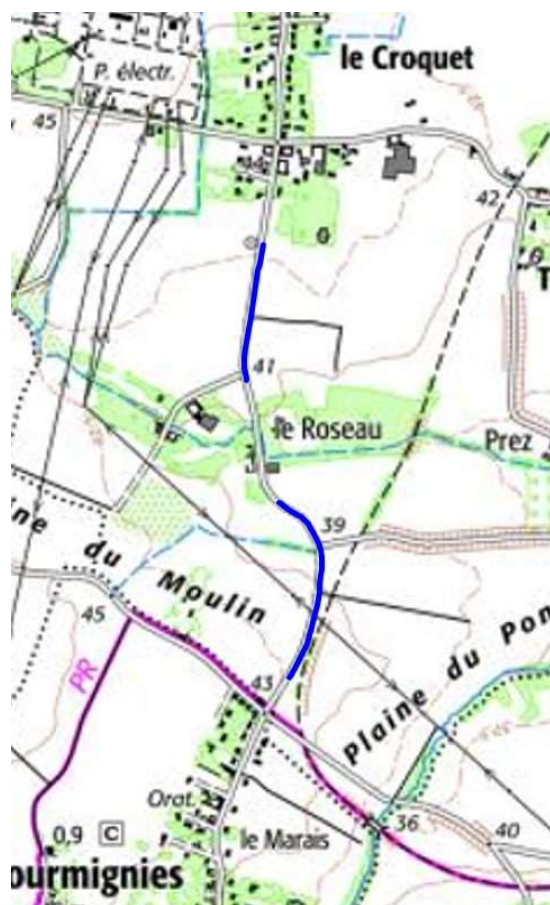 le Croquet
P. électr.
45
42
T
41
le Roseau
Prez
39
ine du Moulin
45
Plaine du Pon
PR
43
Orat.
36
40
0,9 C
le Marais
ourmignies